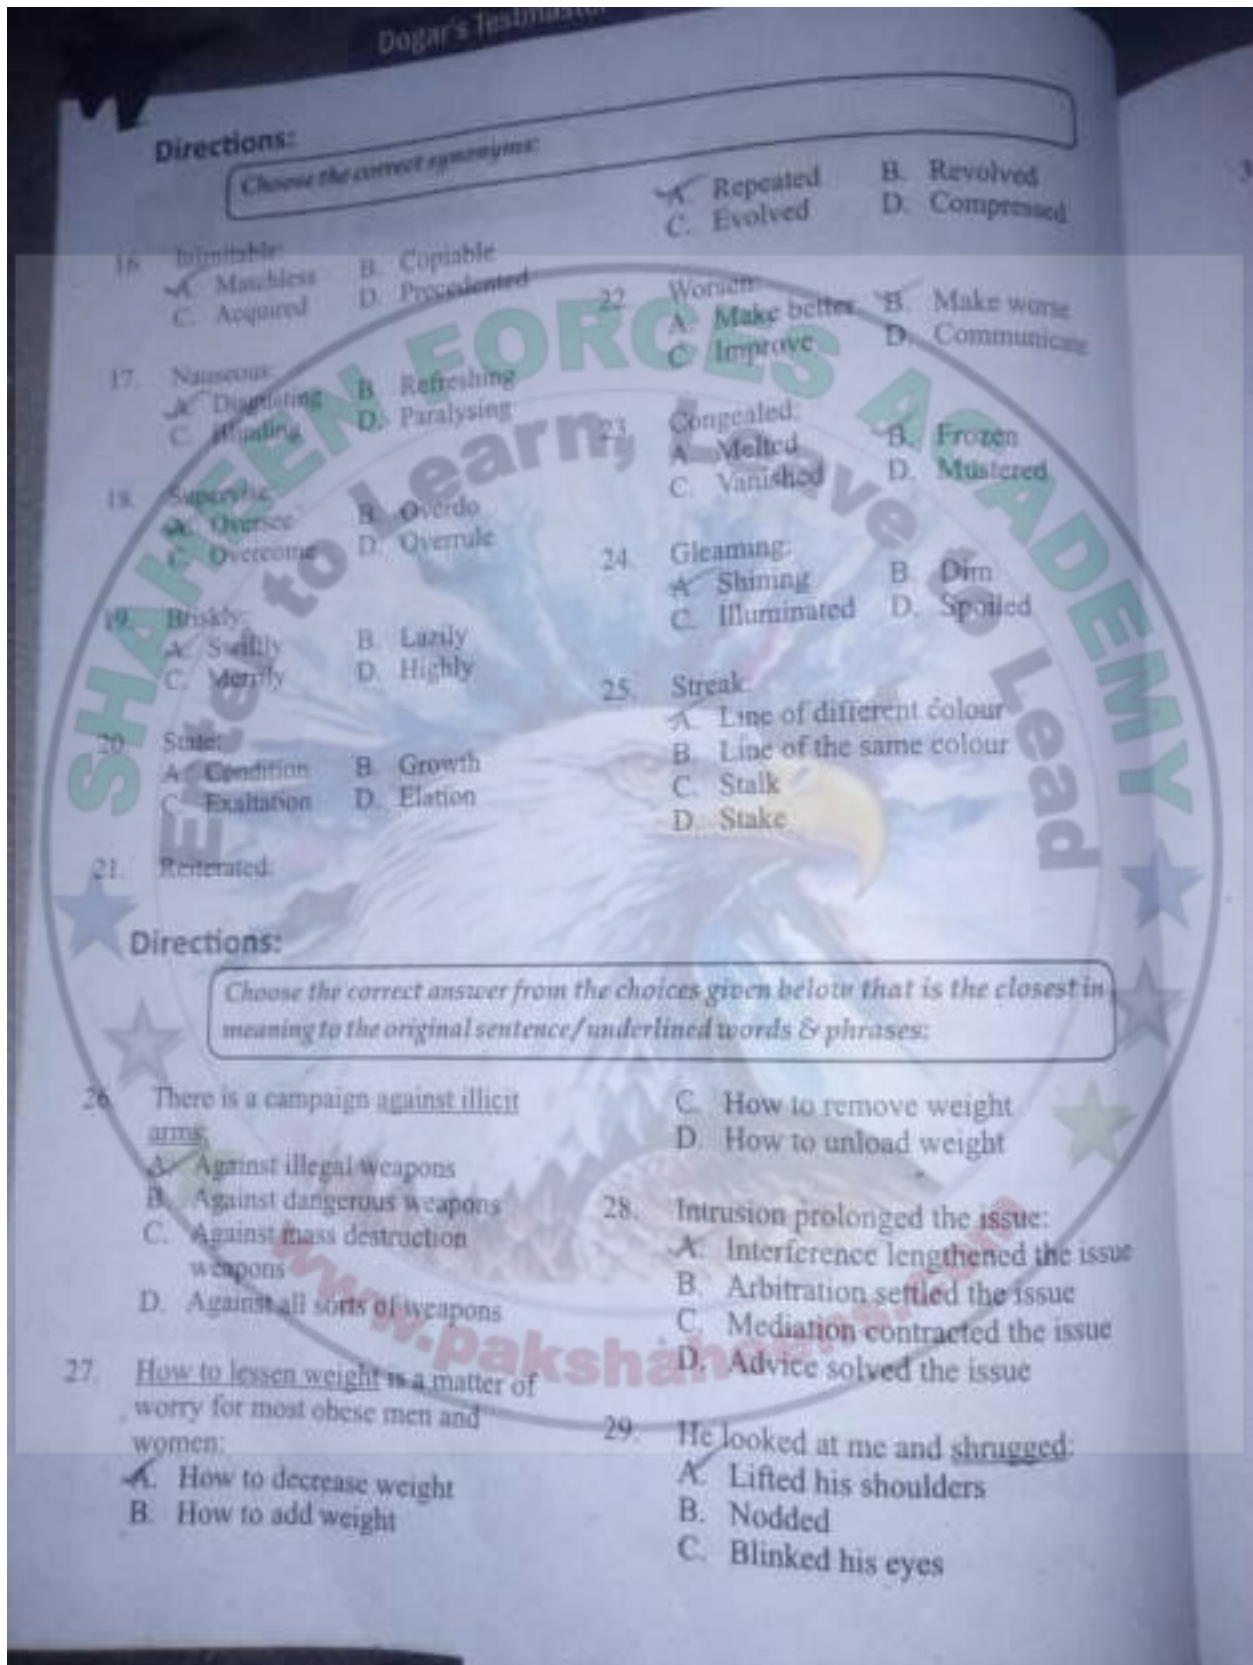 Dogar's Testmaster
Directions:
Choose the correct synonyms:
16. Inimitable:
A. Matchless B. Copiable
C. Acquired D. Precedented
17. Nauseous:
A. Disgusting B. Refreshing
C. Blinding D. Paralysing
18. Supervise:
A. Oversee B. Overdo
C. Overcome D. Overrule
19. Briskly:
A. Swiftly B. Lazily
C. Merrily D. Highly
20. State:
A. Condition B. Growth
C. Exaltation D. Elation
21. Reiterated:
A. Repeated B. Revolved
C. Evolved D. Compressed
22. Worsen:
A. Make better B. Make worse
C. Improve D. Communicate
23. Congealed:
A. Melted B. Frozen
C. Vanished D. Mustered
24. Gleaming:
A. Shining B. Dim
C. Illuminated D. Spoiled
25. Streak:
A. Line of different colour
B. Line of the same colour
C. Stalk
D. Stake
Directions:
Choose the correct answer from the choices given below that is the closest in
meaning to the original sentence/underlined words & phrases:
26. There is a campaign against illicit
arms:
A. Against illegal weapons
B. Against dangerous weapons
C. Against mass destruction
weapons
D. Against all sorts of weapons
27. How to lessen weight is a matter of
worry for most obese men and
women:
A. How to decrease weight
B. How to add weight
C. How to remove weight
D. How to unload weight
28. Intrusion prolonged the issue:
A. Interference lengthened the issue
B. Arbitration settled the issue
C. Mediation contracted the issue
D. Advice solved the issue
29. He looked at me and shrugged:
A. Lifted his shoulders
B. Nodded
C. Blinked his eyes
SHAHEEN FORCES ACADEMY
Enter to Learn, Leave to Lead
www.pakshaheens.com